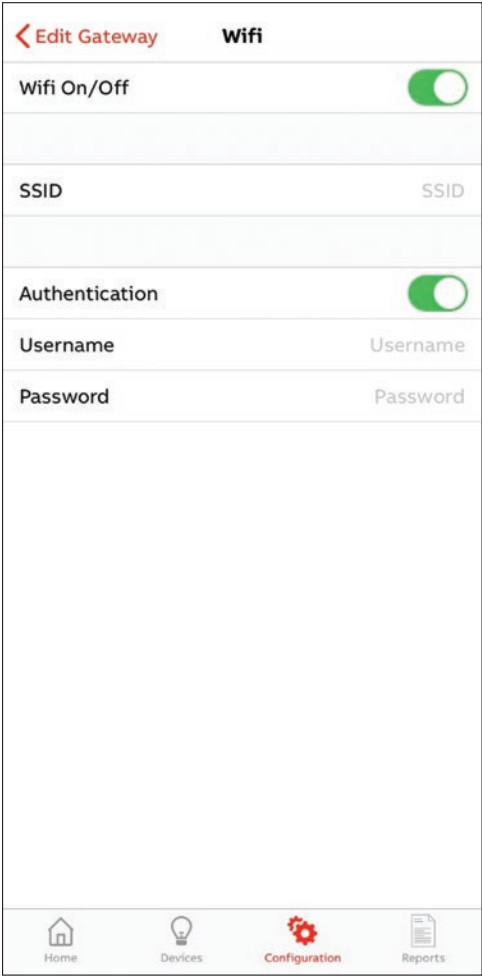 Edit Gateway Wifi
Wifi On/Off
SSID SSID
Authentication
Username Username
Password Password
Home Devices Configuration Reports